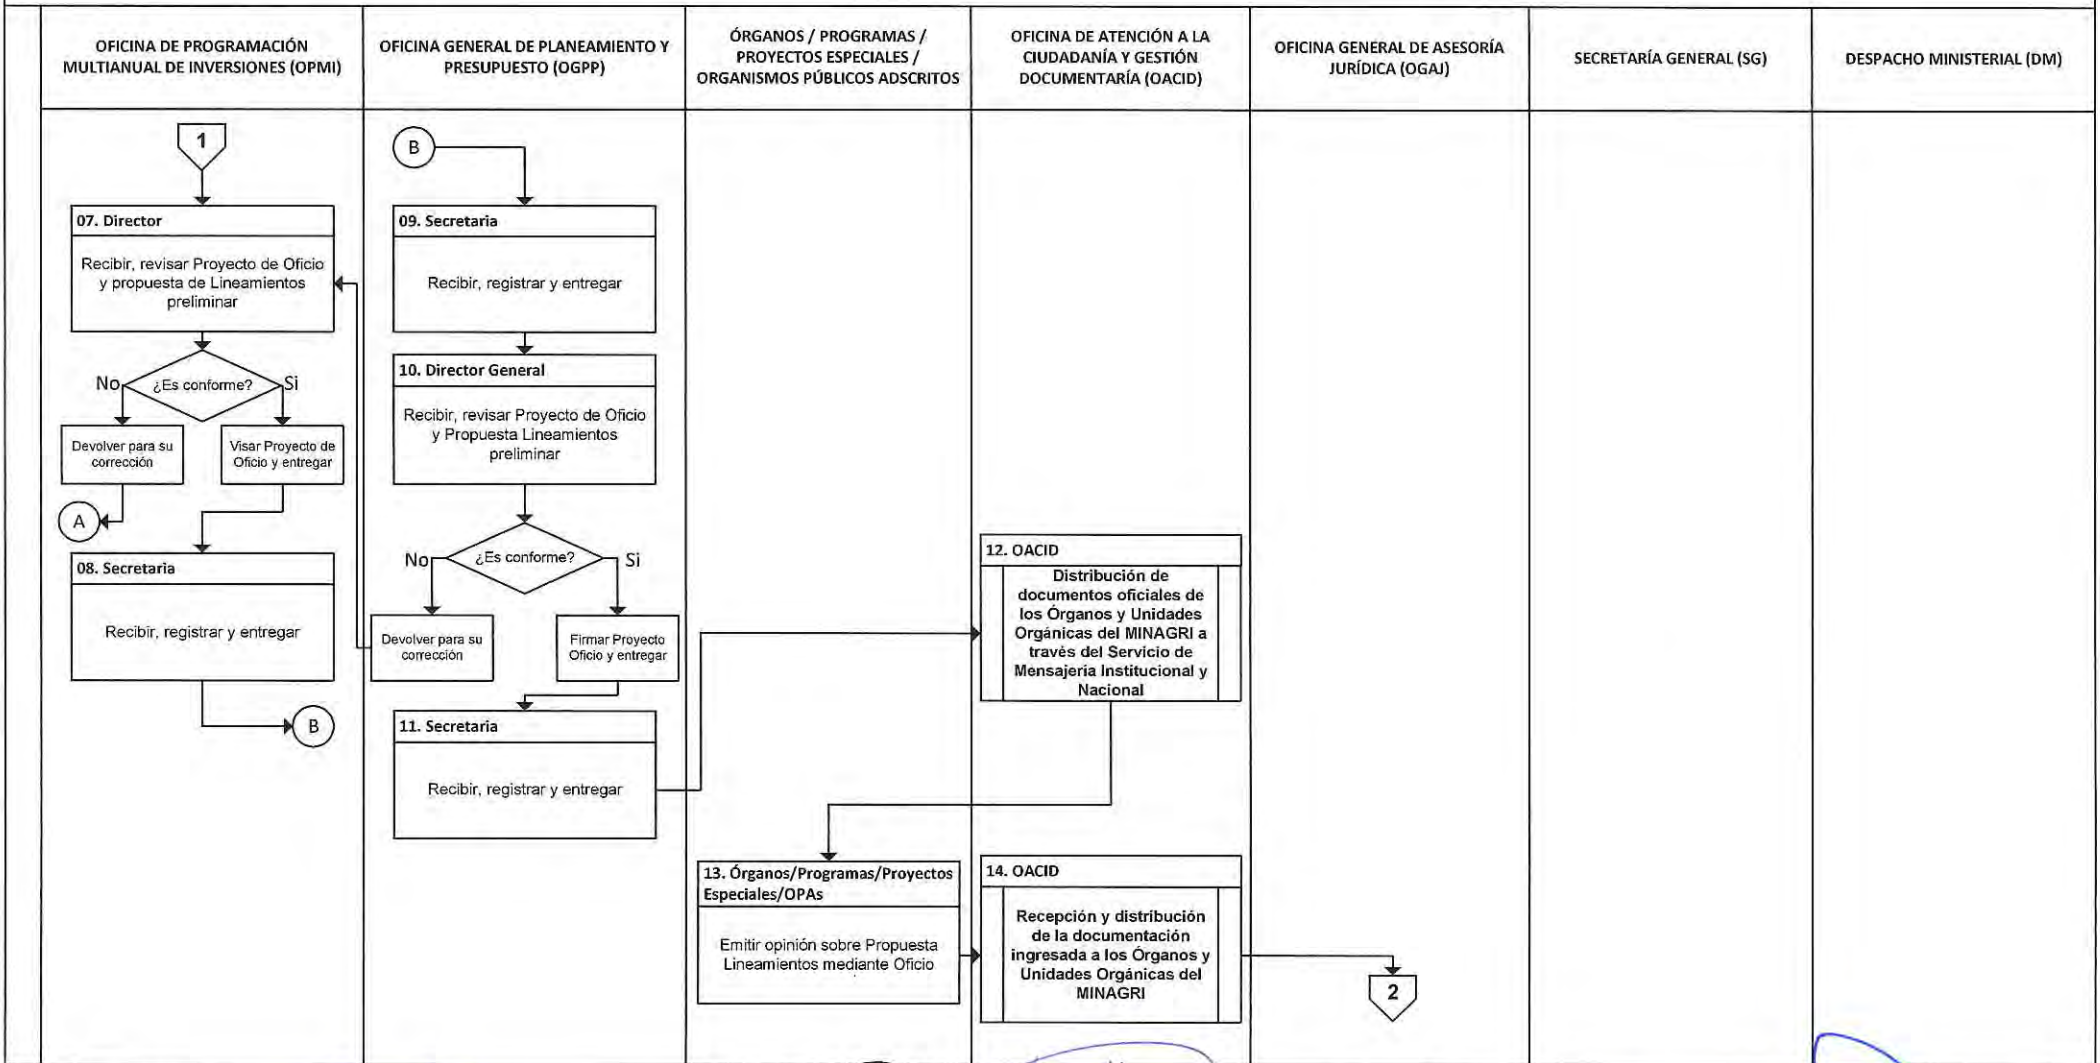 OFICINA DE PROGRAMACIÓN
MULTIANUAL DE INVERSIONES (OPMI)
OFICINA GENERAL DE PLANEAMIENTO Y
PRESUPUESTO (OGPP)
ÓRGANOS / PROGRAMAS /
PROYECTOS ESPECIALES /
ORGANISMOS PÚBLICOS ADSCRITOS
OFICINA DE ATENCIÓN A LA
CIUDADANÍA Y GESTIÓN
DOCUMENTARÍA (OACID)
OFICINA GENERAL DE ASESORÍA
JURÍDICA (OGAJ)
SECRETARÍA GENERAL (SG)
DESPACHO MINISTERIAL (DM)
1
07. Director
Recibir, revisar Proyecto de Oficio
y propuesta de Lineamientos
preliminar
No
¿Es conforme?
Si
Devolver para su
corrección
Visar Proyecto de
Oficio y entregar
A
08. Secretaria
Recibir, registrar y entregar
B
B
09. Secretaria
Recibir, registrar y entregar
10. Director General
Recibir, revisar Proyecto de Oficio
y Propuesta Lineamientos
preliminar
No
¿Es conforme?
Si
Devolver para su
corrección
Firmar Proyecto
Oficio y entregar
11. Secretaria
Recibir, registrar y entregar
12. OACID
Distribución de
documentos oficiales de
los Órganos y Unidades
Orgánicas del MINAGRI a
través del Servicio de
Mensajería Institucional y
Nacional
13. Órganos/Programas/Proyectos
Especiales/OPAs
Emitir opinión sobre Propuesta
Lineamientos mediante Oficio
14. OACID
Recepción y distribución
de la documentación
ingresada a los Órganos y
Unidades Orgánicas del
MINAGRI
2